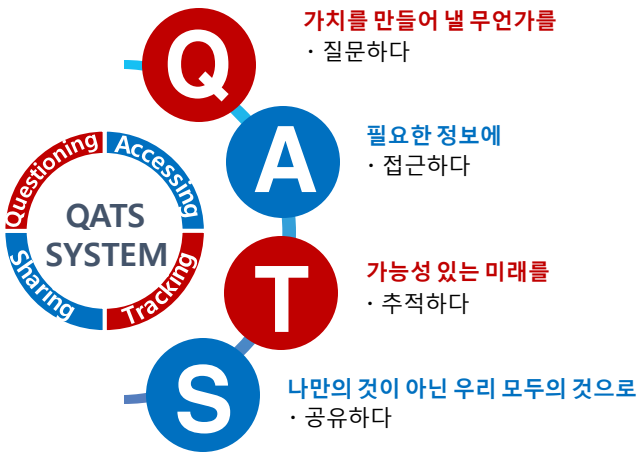 Q
가치를 만들어 낼 무언가를
· 질문하다
A
필요한 정보에
· 접근하다
Questioning
Accessing
QATS
SYSTEM
Sharing
Tracking
T
가능성 있는 미래를
· 추적하다
S
나만의 것이 아닌 우리 모두의 것으로
· 공유하다